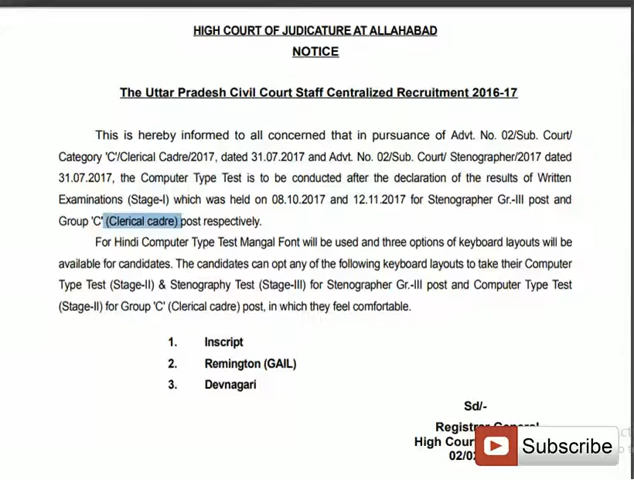 HIGH COURT OF JUDICATURE AT ALLAHABAD
NOTICE
The Uttar Pradesh Civil Court Staff Centralized Recruitment 2016-17
This is hereby informed to all concerned that in pursuance of Advt. No. 02/Sub. Court/
Category 'C'/Clerical Cadre/2017, dated 31.07.2017 and Advt. No. 02/Sub. Court/ Stenographer/2017 dated
31.07.2017, the Computer Type Test is to be conducted after the declaration of the results of Written
Examinations (Stage-I) which was held on 08.10.2017 and 12.11.2017 for Stenographer Gr.-III post and
Group 'C' (Clerical cadre) post respectively.
For Hindi Computer Type Test Mangal Font will be used and three options of keyboard layouts will be
available for candidates. The candidates can opt any of the following keyboard layouts to take their Computer
Type Test (Stage-II) & Stenography Test (Stage-III) for Stenographer Gr.-III post and Computer Type Test
(Stage-II) for Group 'C' (Clerical cadre) post, in which they feel comfortable.
1. Inscript
2. Remington (GAIL)
3. Devnagari
Sd/-
Registrar General
High Cour
Subscribe